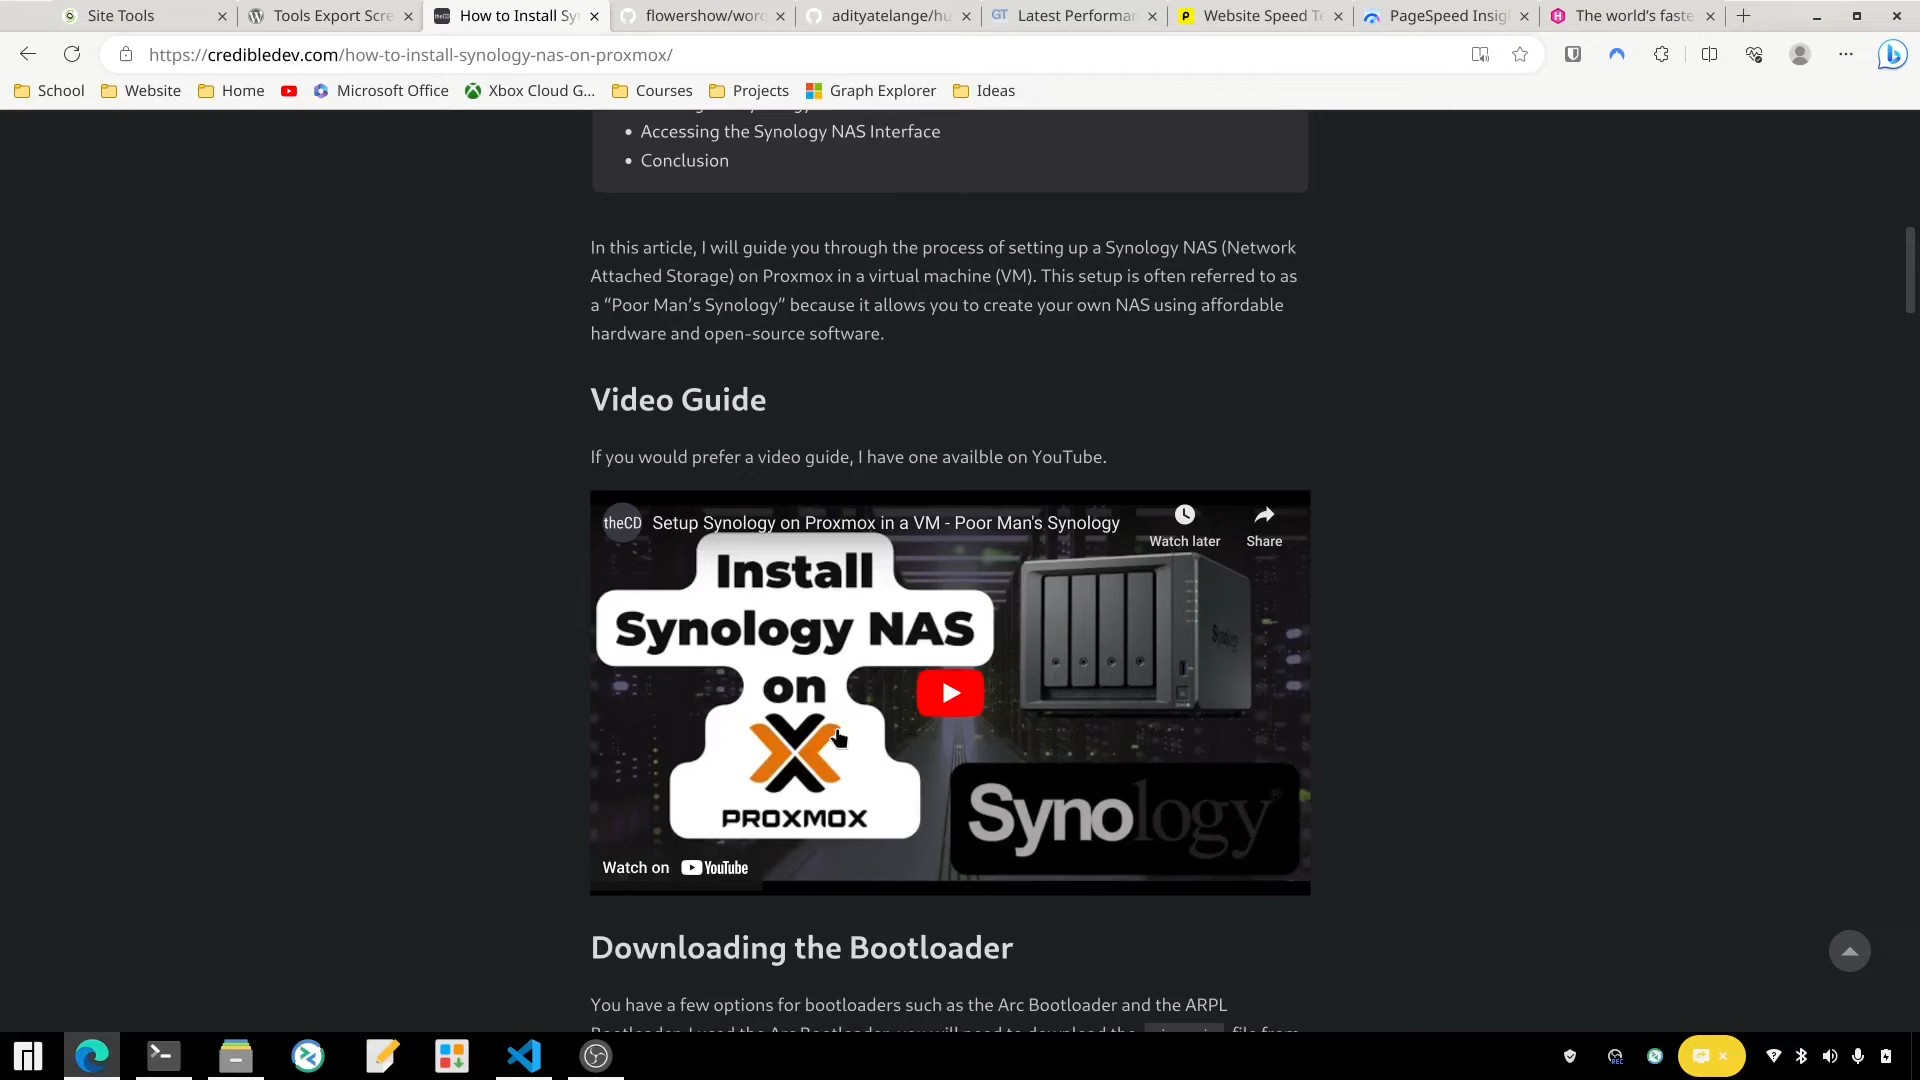 Site Tools
Tools Export Scre
How to Install Sy
flowershow/wor
adityatelange/hu
Latest Performa
Website Speed Te
PageSpeed Insig
The world's faste
https://credibledev.com/how-to-install-synology-nas-on-proxmox/
School
Website
Home
Microsoft Office
Xbox Cloud G...
Courses
Projects
Graph Explorer
Ideas
Accessing the Synology NAS Interface
Conclusion
In this article, I will guide you through the process of setting up a Synology NAS (Network
Attached Storage) on Proxmox in a virtual machine (VM). This setup is often referred to as
a “Poor Man’s Synology” because it allows you to create your own NAS using affordable
hardware and open-source software.
Video Guide
If you would prefer a video guide, I have one availble on YouTube.
theCD
Setup Synology on Proxmox in a VM - Poor Man's Synology
Watch later
Share
Install
Synology NAS
on
PROXMOX
Synology
Synology®
Watch on YouTube
Downloading the Bootloader
You have a few options for bootloaders such as the Arc Bootloader and the ARPL